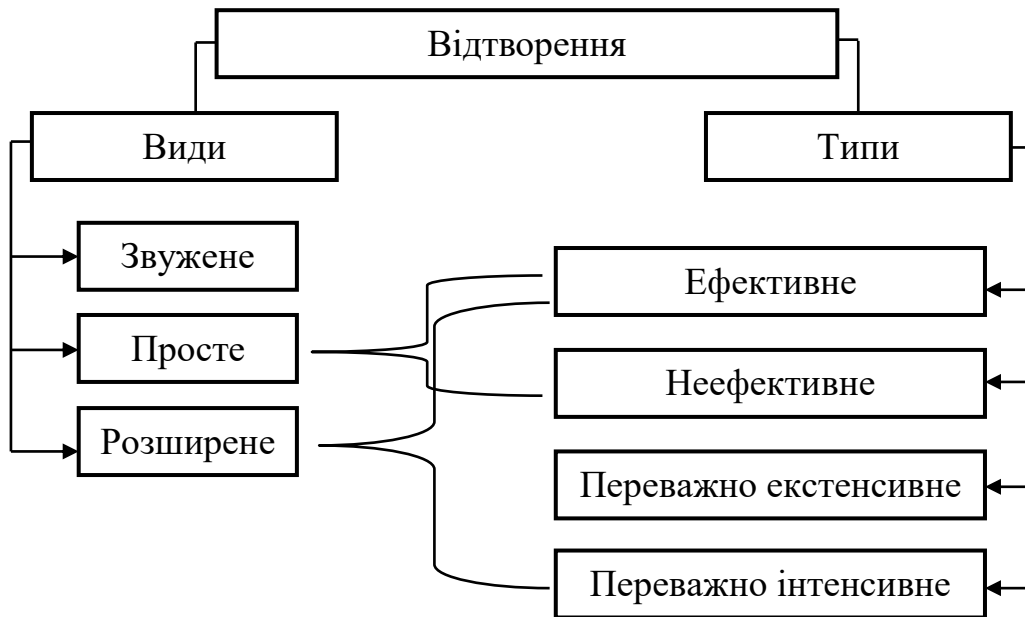 Відтворення
Види
Типи
Звужене
Просте
Розширене
Ефективне
Неефективне
Переважно екстенсивне
Переважно інтенсивне